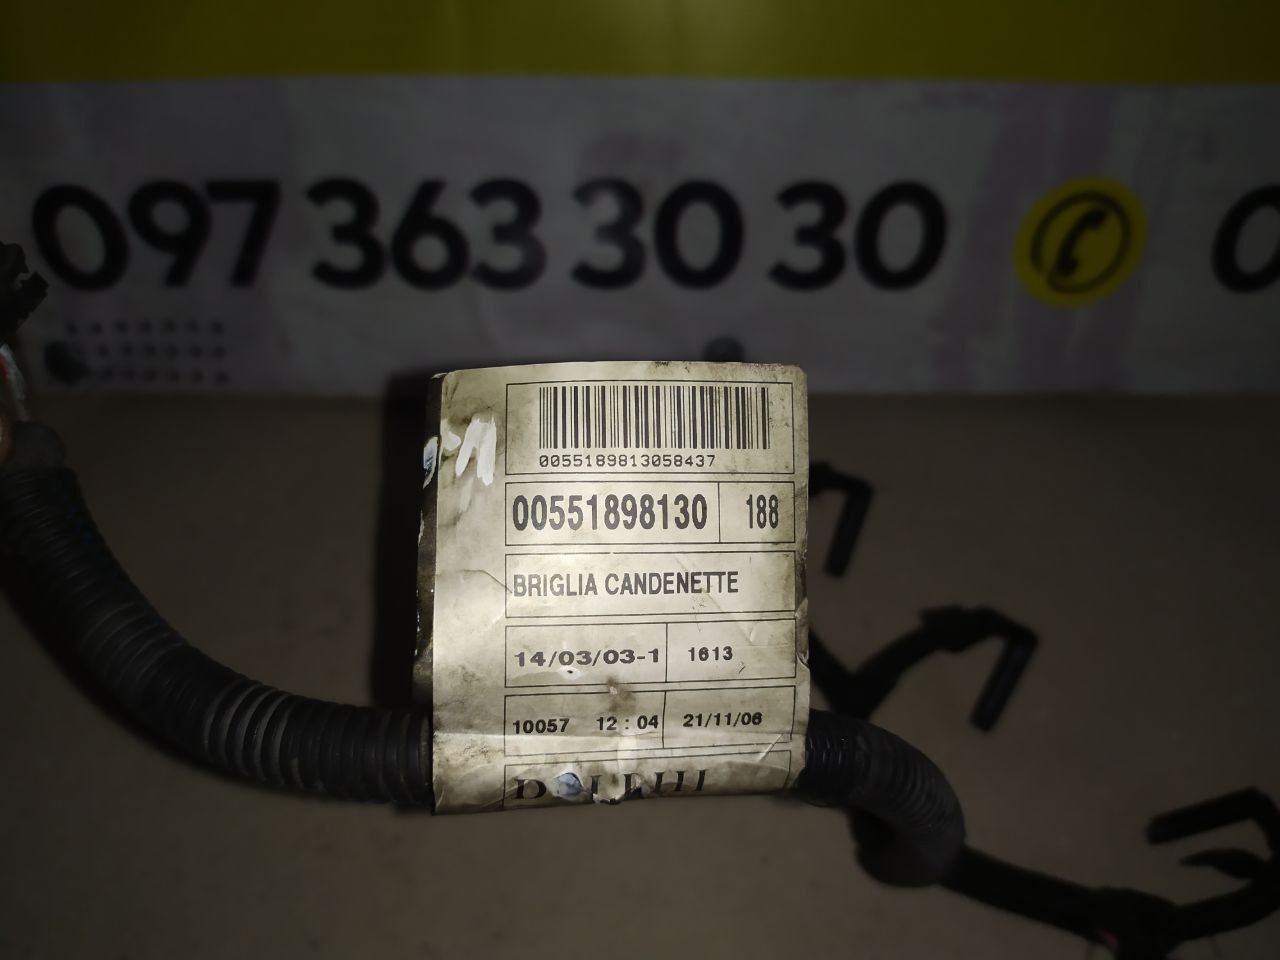 097 363 30 30
0055189813058437
00551898130 188
BRIGLIA CANDENETTE
14/03/03-1 1613
10057 12:04 21/11/06
DELPHI